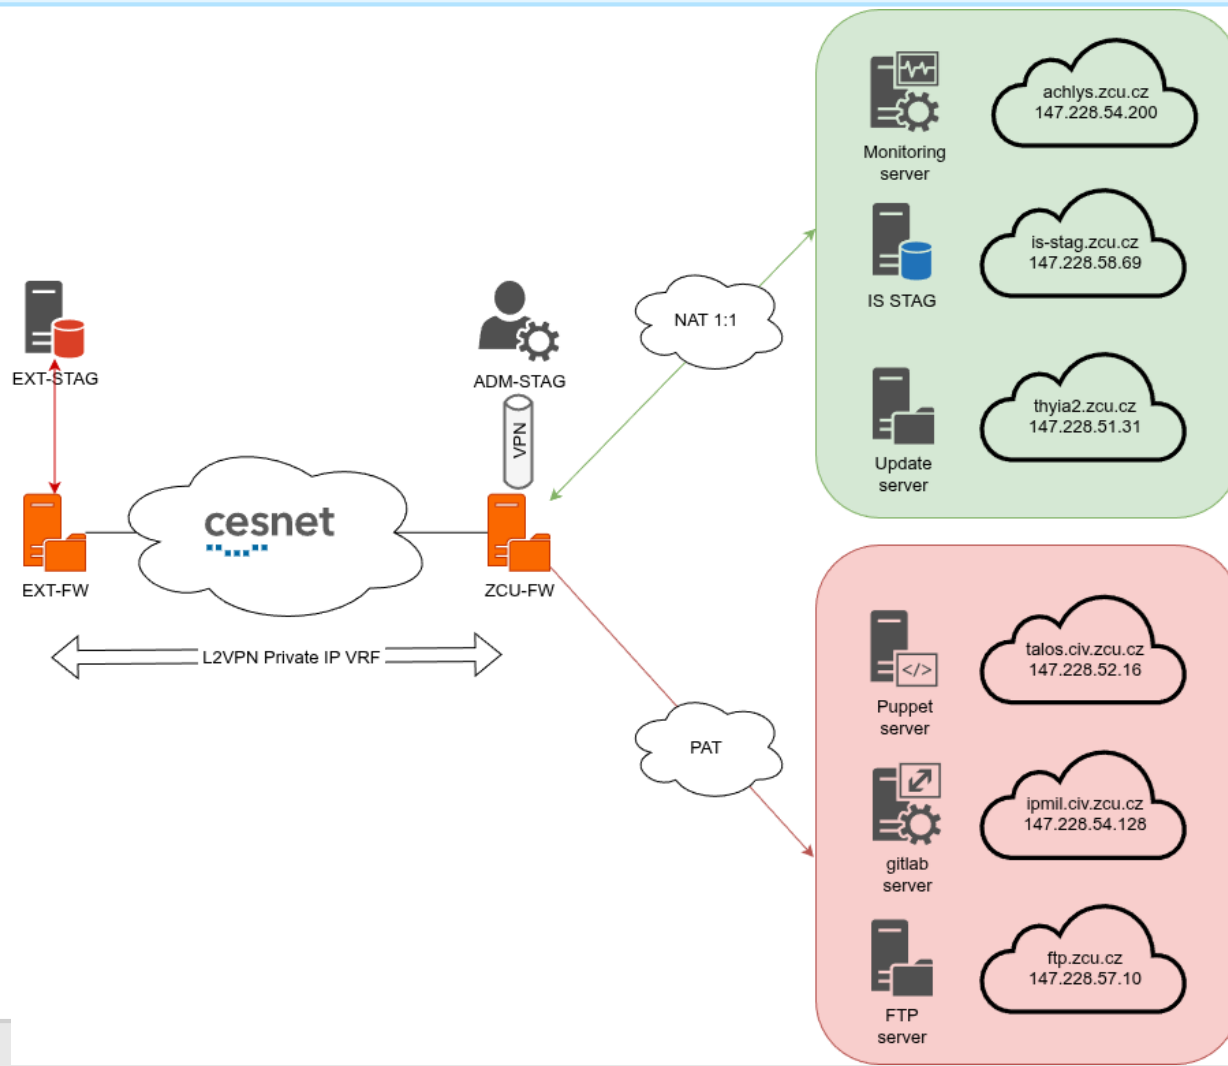 achlys.zcu.cz
147.228.54.200
Monitoring
server
is-stag.zcu.cz
147.228.58.69
IS STAG
thyia2.zcu.cz
147.228.51.31
Update
server
NAT 1:1
EXT-STAG
ADM-STAG
VPN
cesnet
EXT-FW
ZCU-FW
L2VPN Private IP VRF
PAT
talos.civ.zcu.cz
147.228.52.16
</>
Puppet
server
ipmil.civ.zcu.cz
147.228.54.128
gitlab
server
ftp.zcu.cz
147.228.57.10
FTP
server